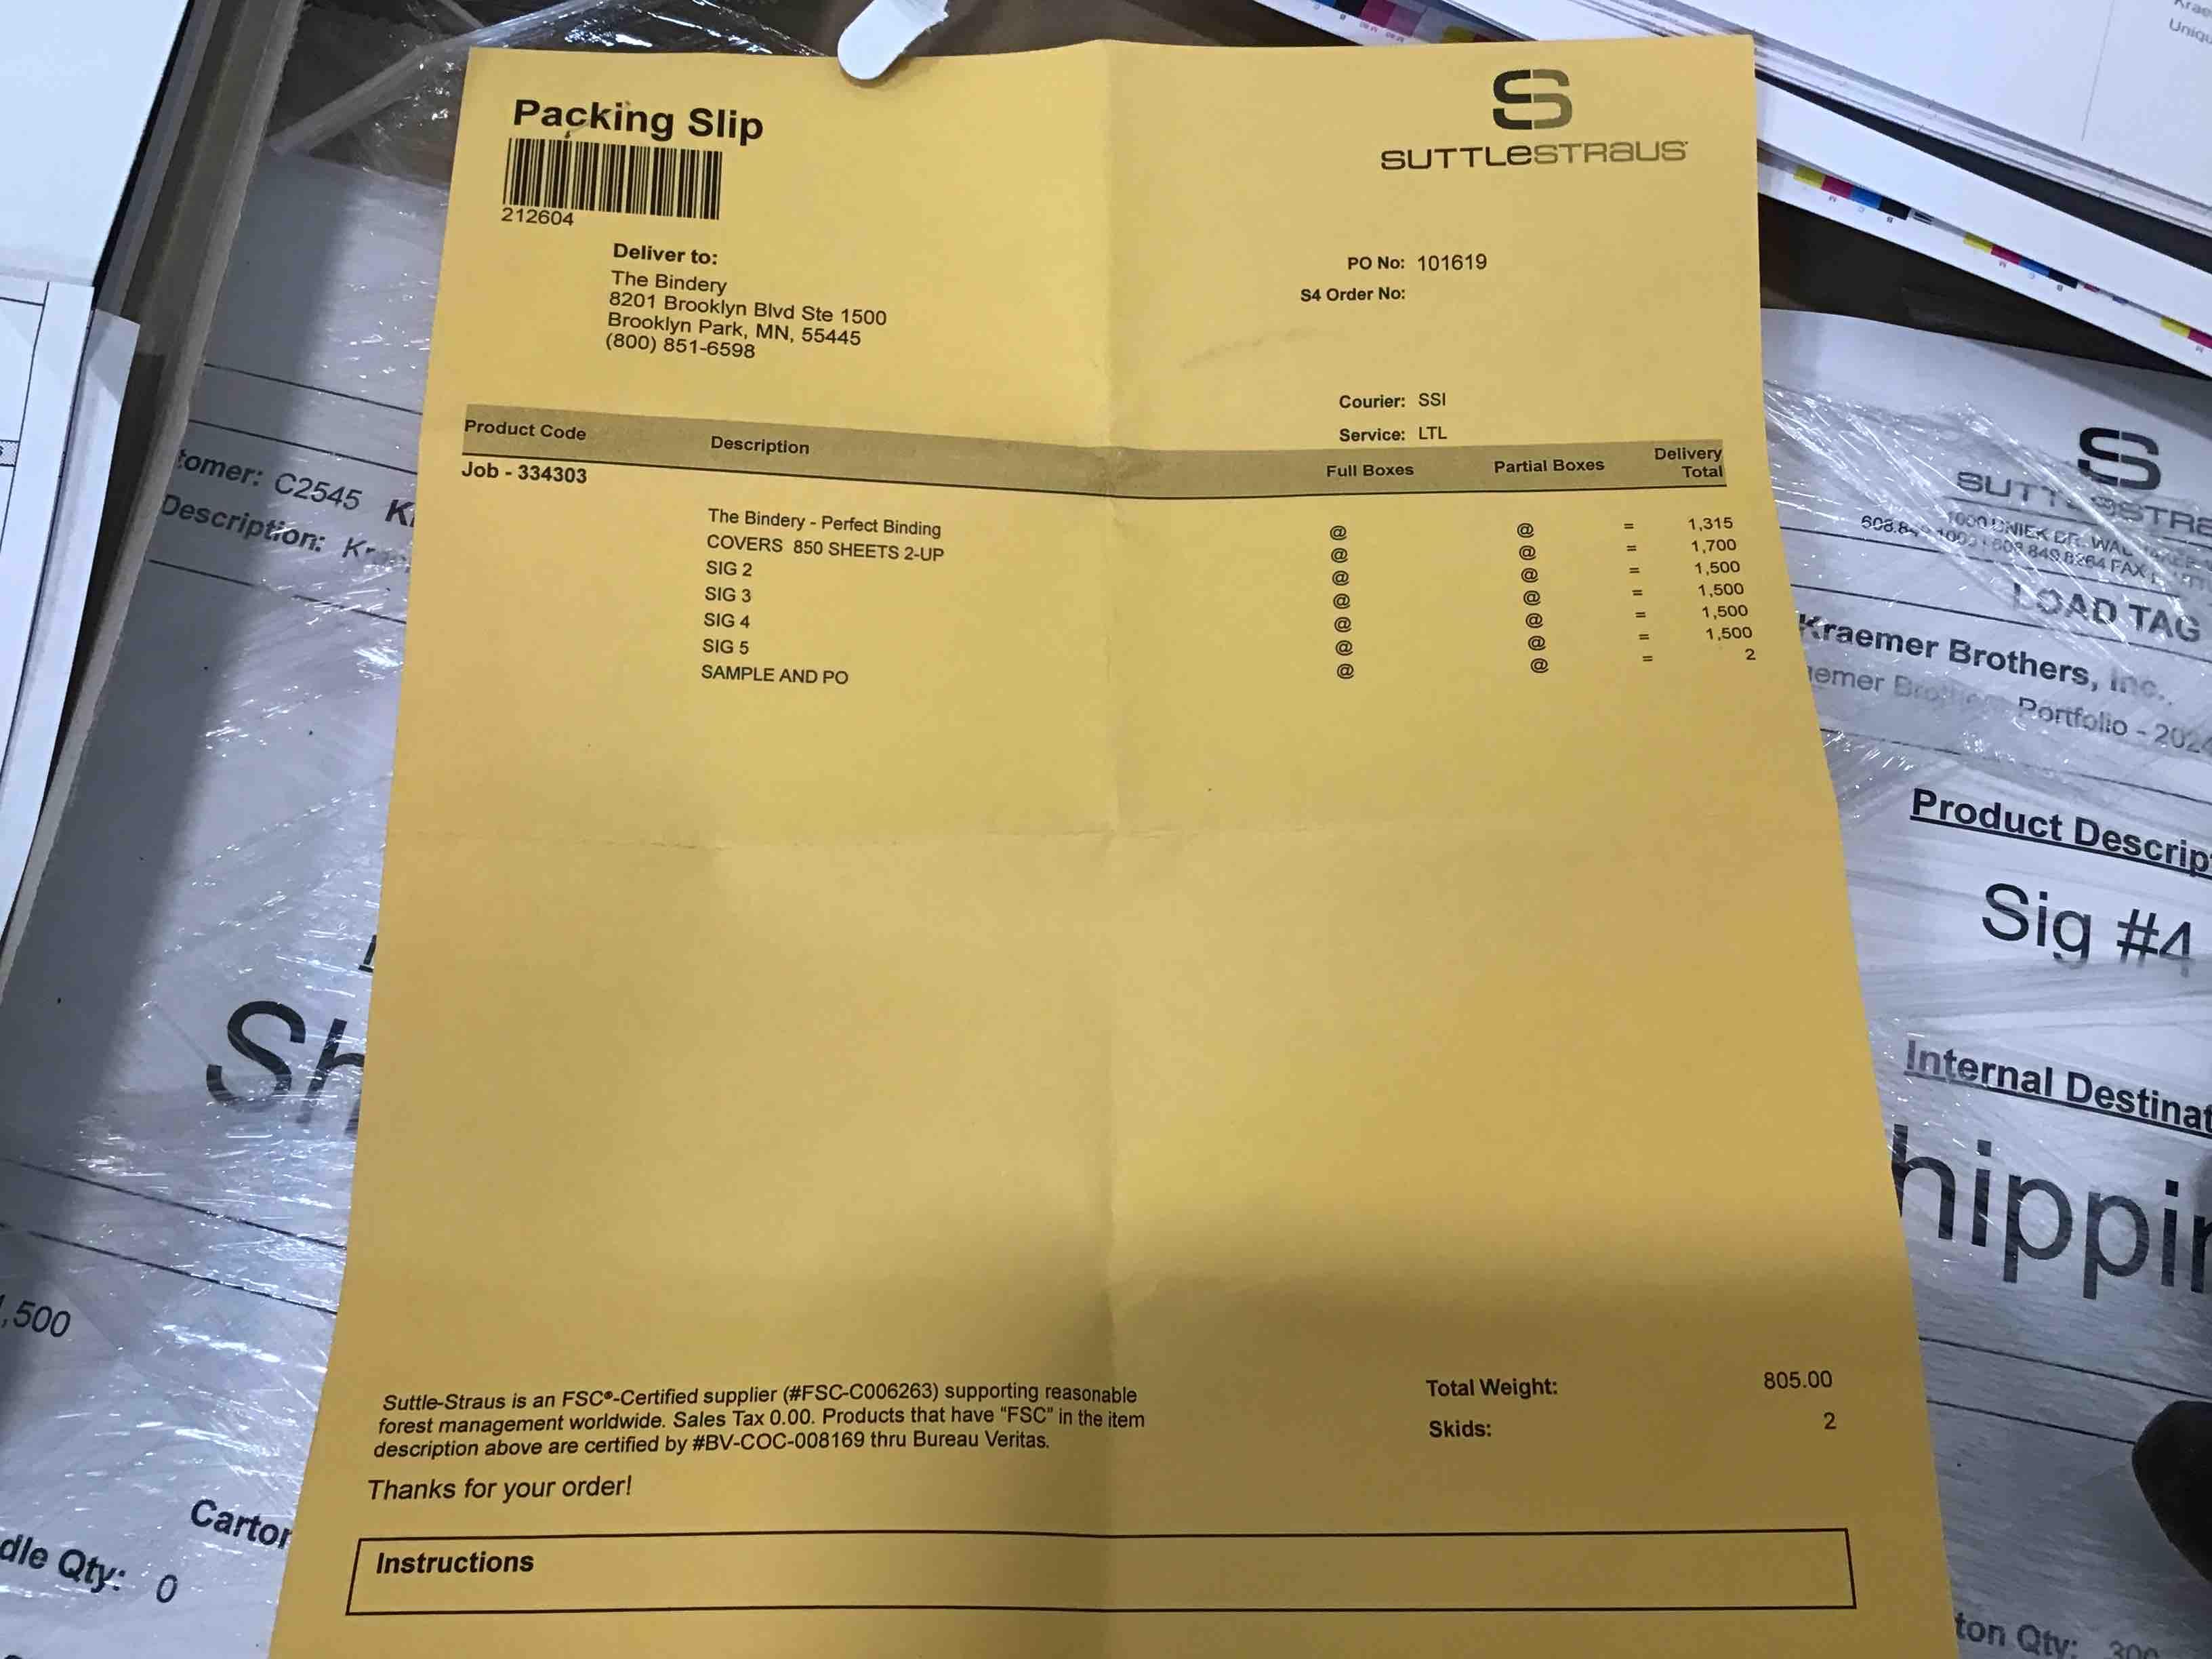 Packing Slip
212604
SUTTLESTRAUS
Deliver to:
The Bindery
8201 Brooklyn Blvd Ste 1500
Brooklyn Park, MN, 55445
(800) 851-6598
PO No: 101619
S4 Order No:
Courier: SSI
Service: LTL
Product Code Description Full Boxes Partial Boxes Delivery Total
Job - 334303
The Bindery - Perfect Binding @ @ = 1,315
COVERS 850 SHEETS 2-UP @ @ = 1,700
SIG 2 @ @ = 1,500
SIG 3 @ @ = 1,500
SIG 4 @ @ = 1,500
SIG 5 @ @ = 1,500
SAMPLE AND PO @ @ = 2
Suttle-Straus is an FSC®-Certified supplier (#FSC-C006263) supporting reasonable
forest management worldwide. Sales Tax 0.00. Products that have "FSC" in the item
description above are certified by #BV-COC-008169 thru Bureau Veritas.
Thanks for your order!
Total Weight: 805.00
Skids: 2
Instructions
tomer: C2545
Description:
Sh
,500
Carton
dle Qty: 0
LOAD TAG
Kraemer Brothers, Inc.
Portfolio
Product Descrip
Sig #4
Internal Destinat
hippin
ton Qty: